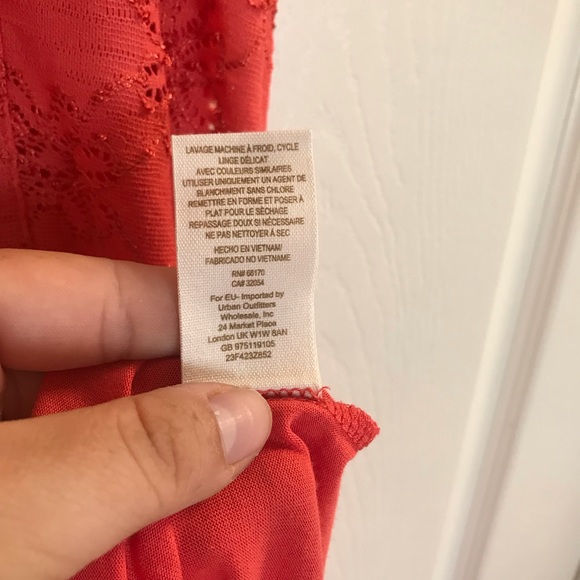 LAVAGE MACHINE À FROID, CYCLE
LINGE DÉLICAT
AVEC COULEURS SIMILAIRES
UTILISER UNIQUEMENT UN AGENT DE
BLANCHIMENT SANS CHLORE
REMETTRE EN FORME ET POSER À
PLAT POUR LE SÈCHAGE
REPASSAGE DOUX SI NÉCESSAIRE
NE PAS NETTOYER À SEC
HECHO EN VIETNAM/
FABRICADO NO VIETNAME
RN# 66170
CA# 32054
For EU- Imported by
Urban Outfitters
Wholesale, Inc
24 Market Place
London UK W1W 8AN
GB 975119105
23F423Z852